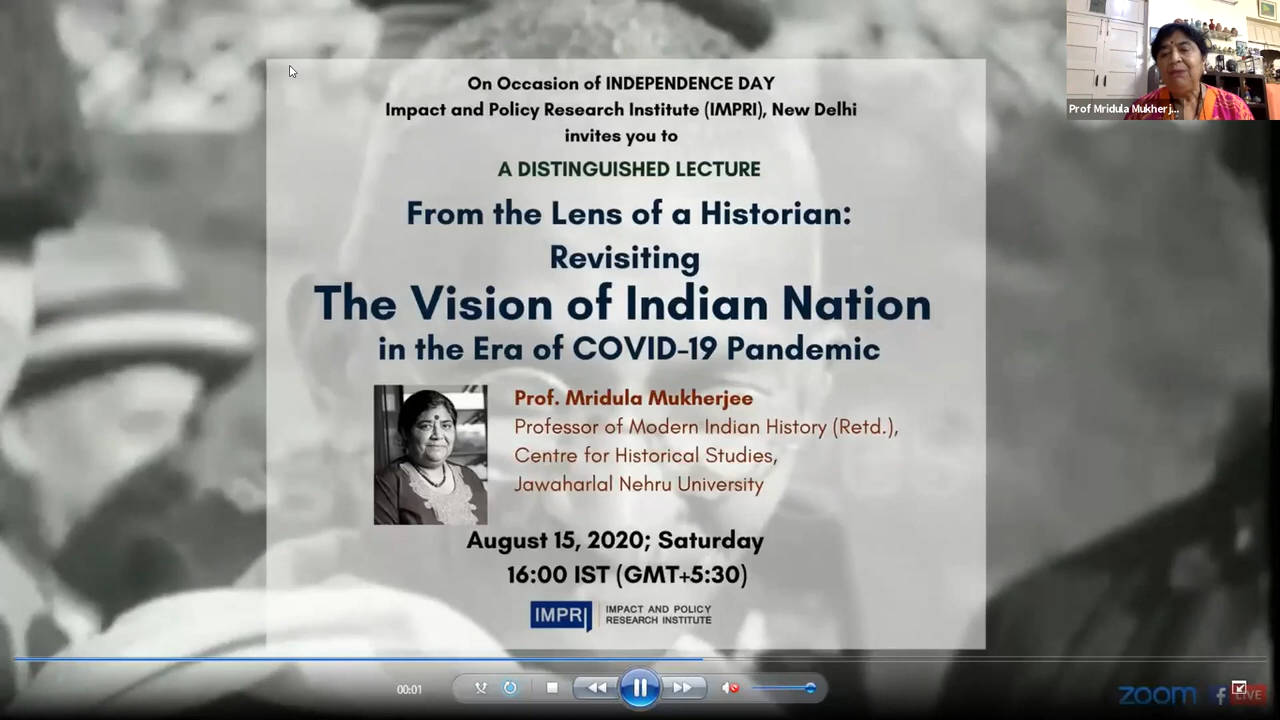 On Occasion of INDEPENDENCE DAY
Impact and Policy Research Institute (IMPRI), New Delhi
invites you to
A DISTINGUISHED LECTURE
From the Lens of a Historian:
Revisiting
The Vision of Indian Nation
in the Era of COVID-19 Pandemic
Prof. Mridula Mukherjee
Professor of Modern Indian History (Retd.),
Centre for Historical Studies,
Jawaharlal Nehru University
August 15, 2020; Saturday
16:00 IST (GMT+5:30)
IMPRI
IMPACT AND POLICY
RESEARCH INSTITUTE
Prof Mridula Mukherj...
00:01
zoom f LIVE